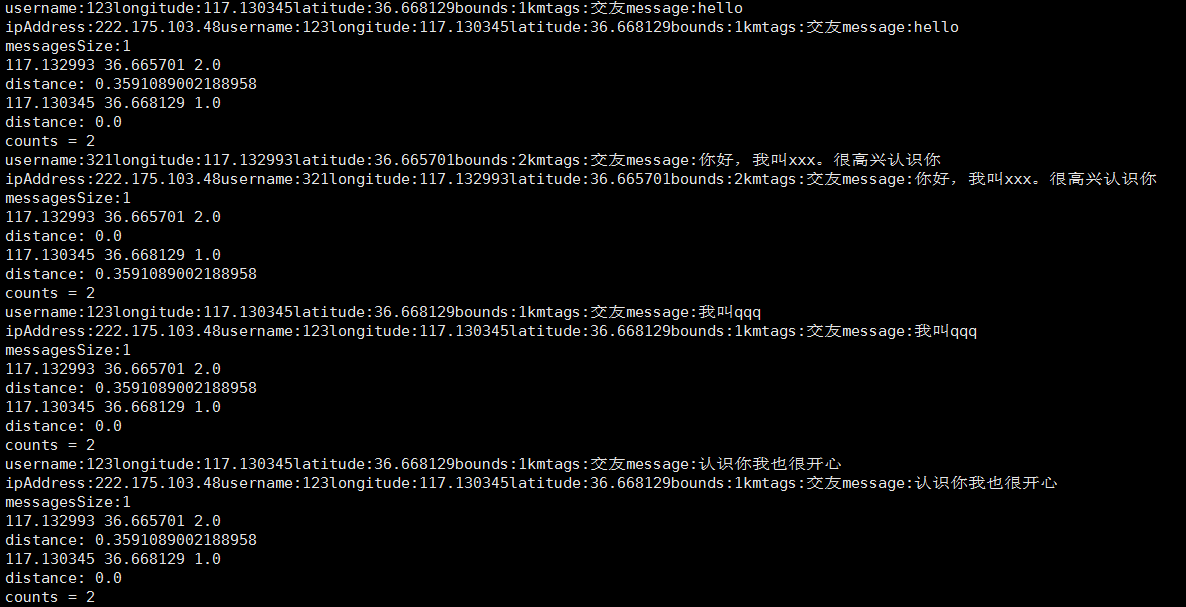 username:123longitude:117.130345latitude:36.668129bounds:1kmtags:交友message:hello
ipAddress:222.175.103.48username:123longitude:117.130345latitude:36.668129bounds:1kmtags:交友message:hello
messagesSize:1
117.132993 36.665701 2.0
distance: 0.3591089002188958
117.130345 36.668129 1.0
distance: 0.0
counts = 2
username:321longitude:117.132993latitude:36.665701bounds:2kmtags:交友message:你好，我叫xxx。很高兴认识你
ipAddress:222.175.103.48username:321longitude:117.132993latitude:36.665701bounds:2kmtags:交友message:你好，我叫xxx。很高兴认识你
messagesSize:1
117.132993 36.665701 2.0
distance: 0.0
117.130345 36.668129 1.0
distance: 0.3591089002188958
counts = 2
username:123longitude:117.130345latitude:36.668129bounds:1kmtags:交友message:我叫qqq
ipAddress:222.175.103.48username:123longitude:117.130345latitude:36.668129bounds:1kmtags:交友message:我叫qqq
messagesSize:1
117.132993 36.665701 2.0
distance: 0.3591089002188958
117.130345 36.668129 1.0
distance: 0.0
counts = 2
username:123longitude:117.130345latitude:36.668129bounds:1kmtags:交友message:认识你我也很开心
ipAddress:222.175.103.48username:123longitude:117.130345latitude:36.668129bounds:1kmtags:交友message:认识你我也很开心
messagesSize:1
117.132993 36.665701 2.0
distance: 0.3591089002188958
117.130345 36.668129 1.0
distance: 0.0
counts = 2